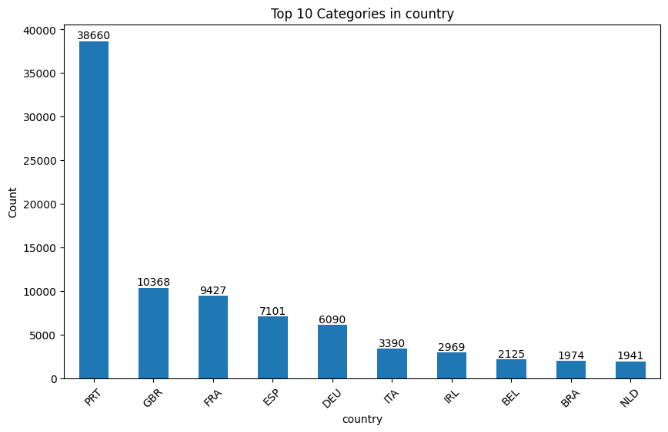 Top 10 Categories in country
Count
40000
35000
30000
25000
20000
15000
10000
5000
0
38660
10368
9427
7101
6090
3390
2969
2125
1974
1941
PRT
GBR
FRA
ESP
DEU
ITA
IRL
BEL
BRA
NLD
country